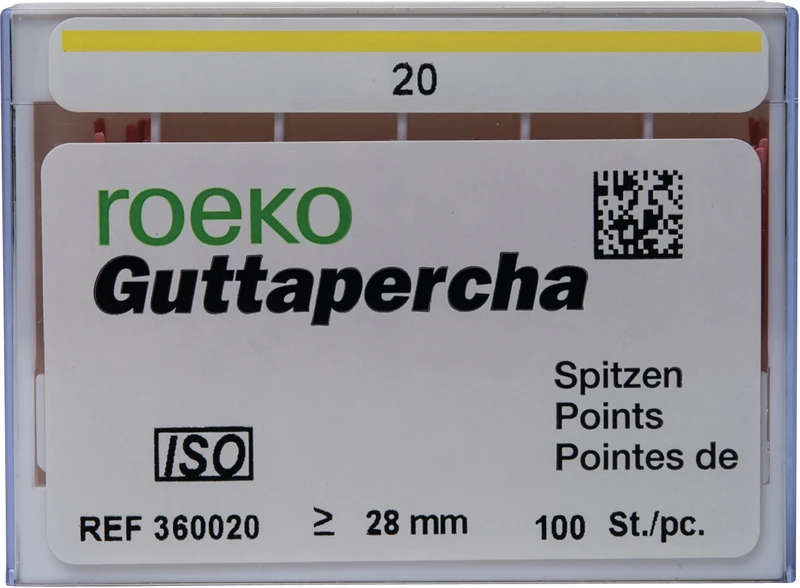 20
roeko
Guttapercha
Spitzen
Points
Pointes de
ISO
REF 360020 ≥ 28 mm 100 St./pc.